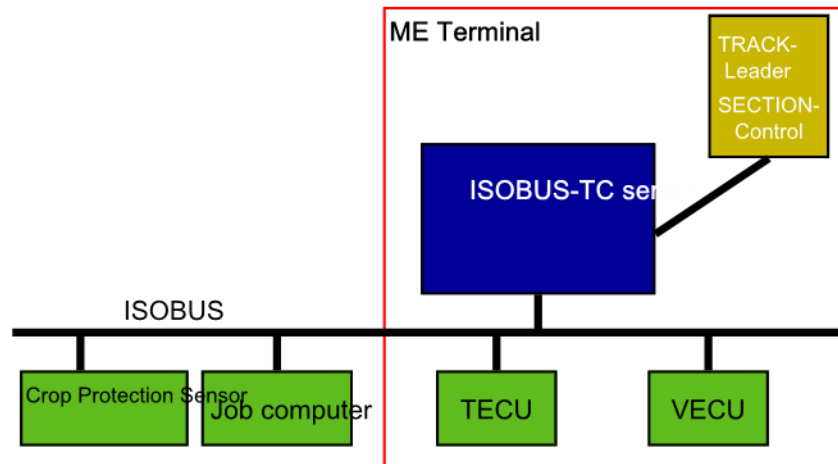 ME Terminal
TRACK-
Leader
SECTION-
Control
ISOBUS-TC ser
ISOBUS
Crop Protection Sensor
Job computer
TECU
VECU